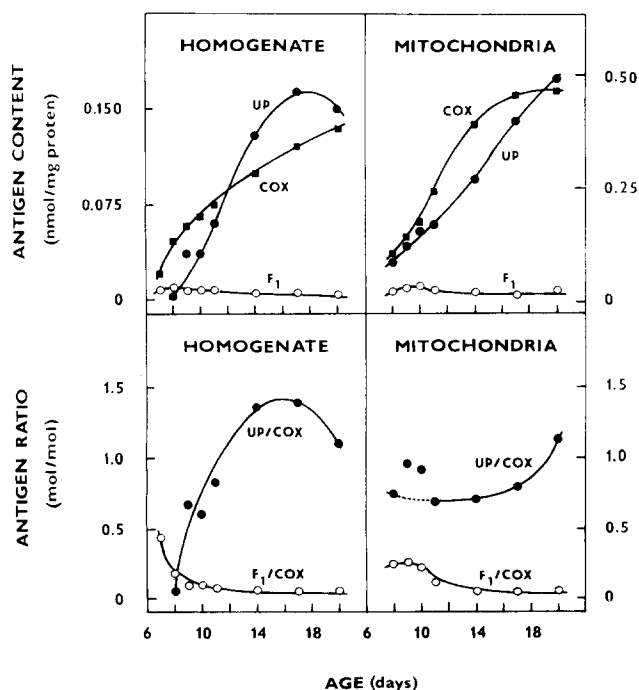 HOMOGENATE
MITOCHONDRIA
ANTIGEN CONTENT
(nmol/mg proten)
0.150
0.075
0
UP
COX
F1
COX
UP
F1
0.50
0.25
0
HOMOGENATE
MITOCHONDRIA
ANTIGEN RATIO
(mol/mol)
1.5
1.0
0.5
0
UP/COX
F1/COX
UP/COX
F1/COX
1.5
1.0
0.5
0
6 10 14 18
6 10 14 18
AGE (days)